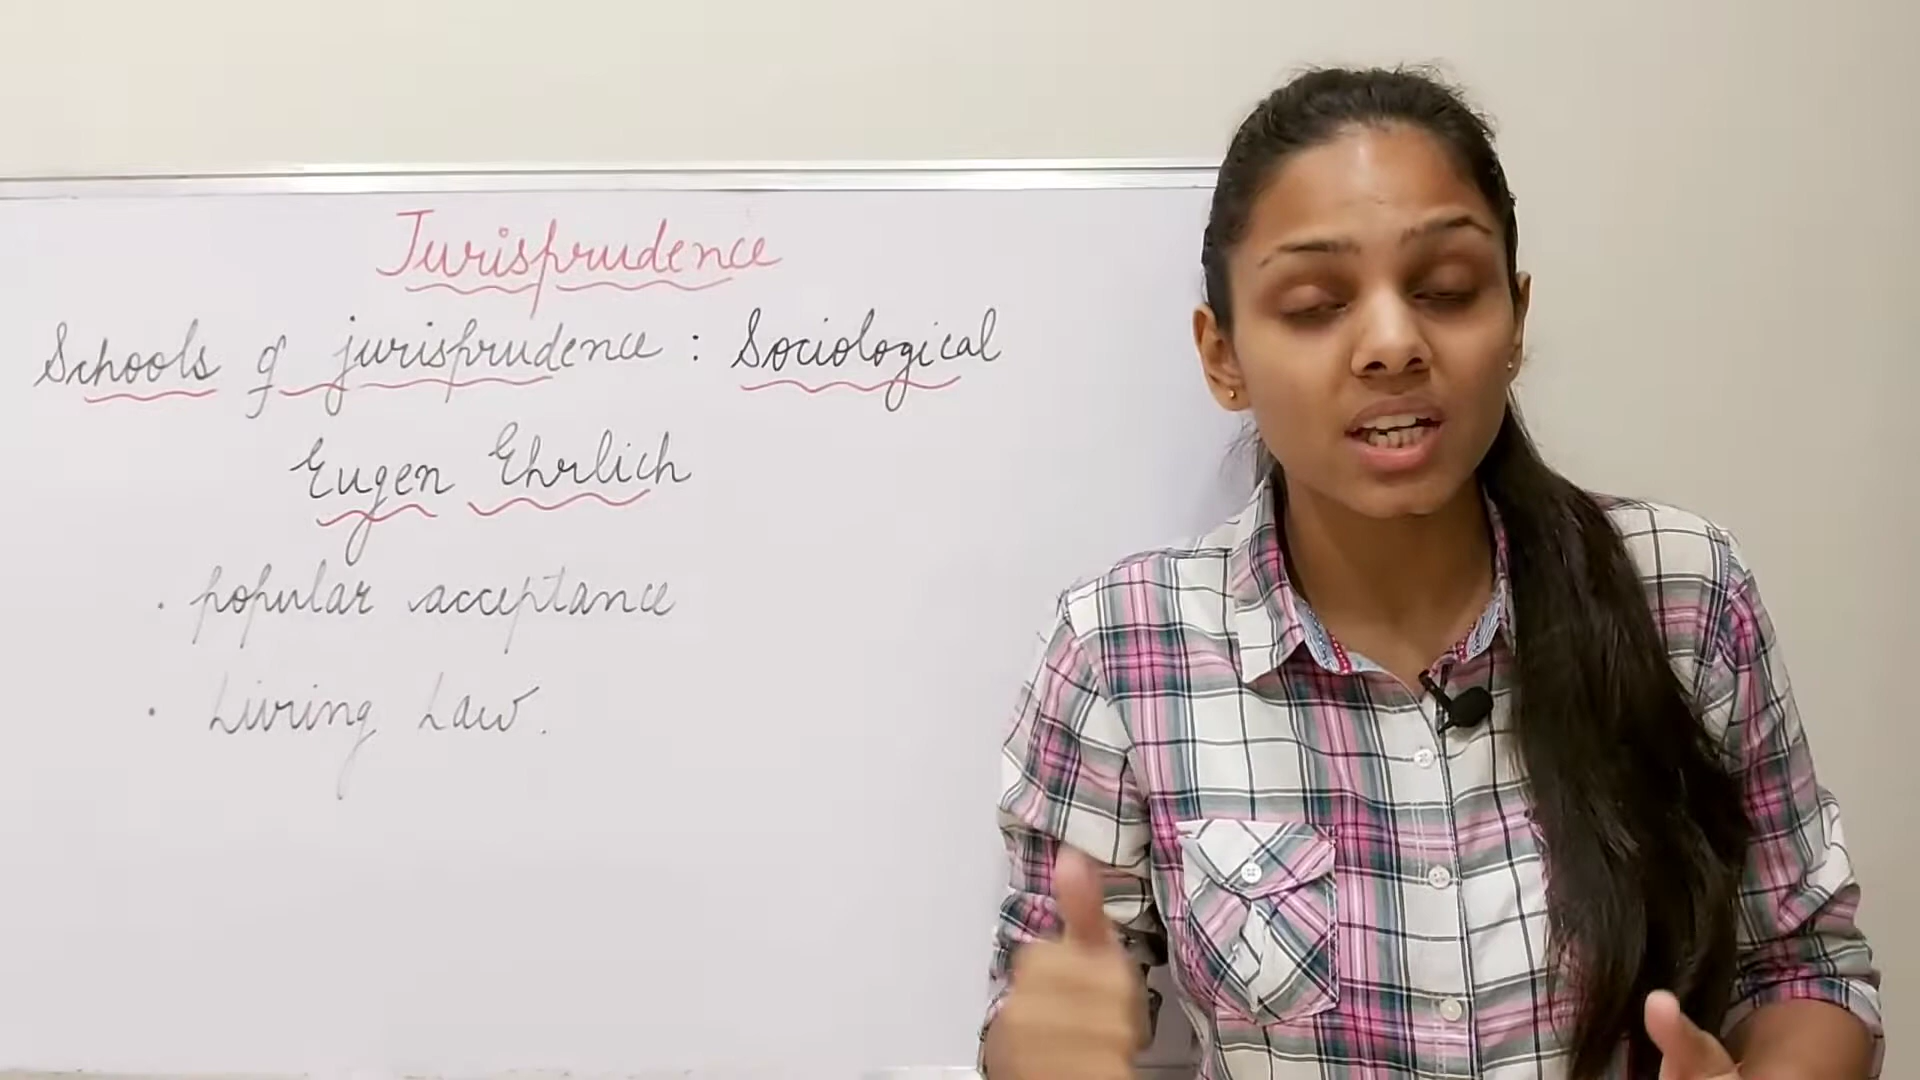 Jurisprudence
Schools of jurisprudence : Sociological
Eugen Ehrlich
. popular acceptance
. Living Law.